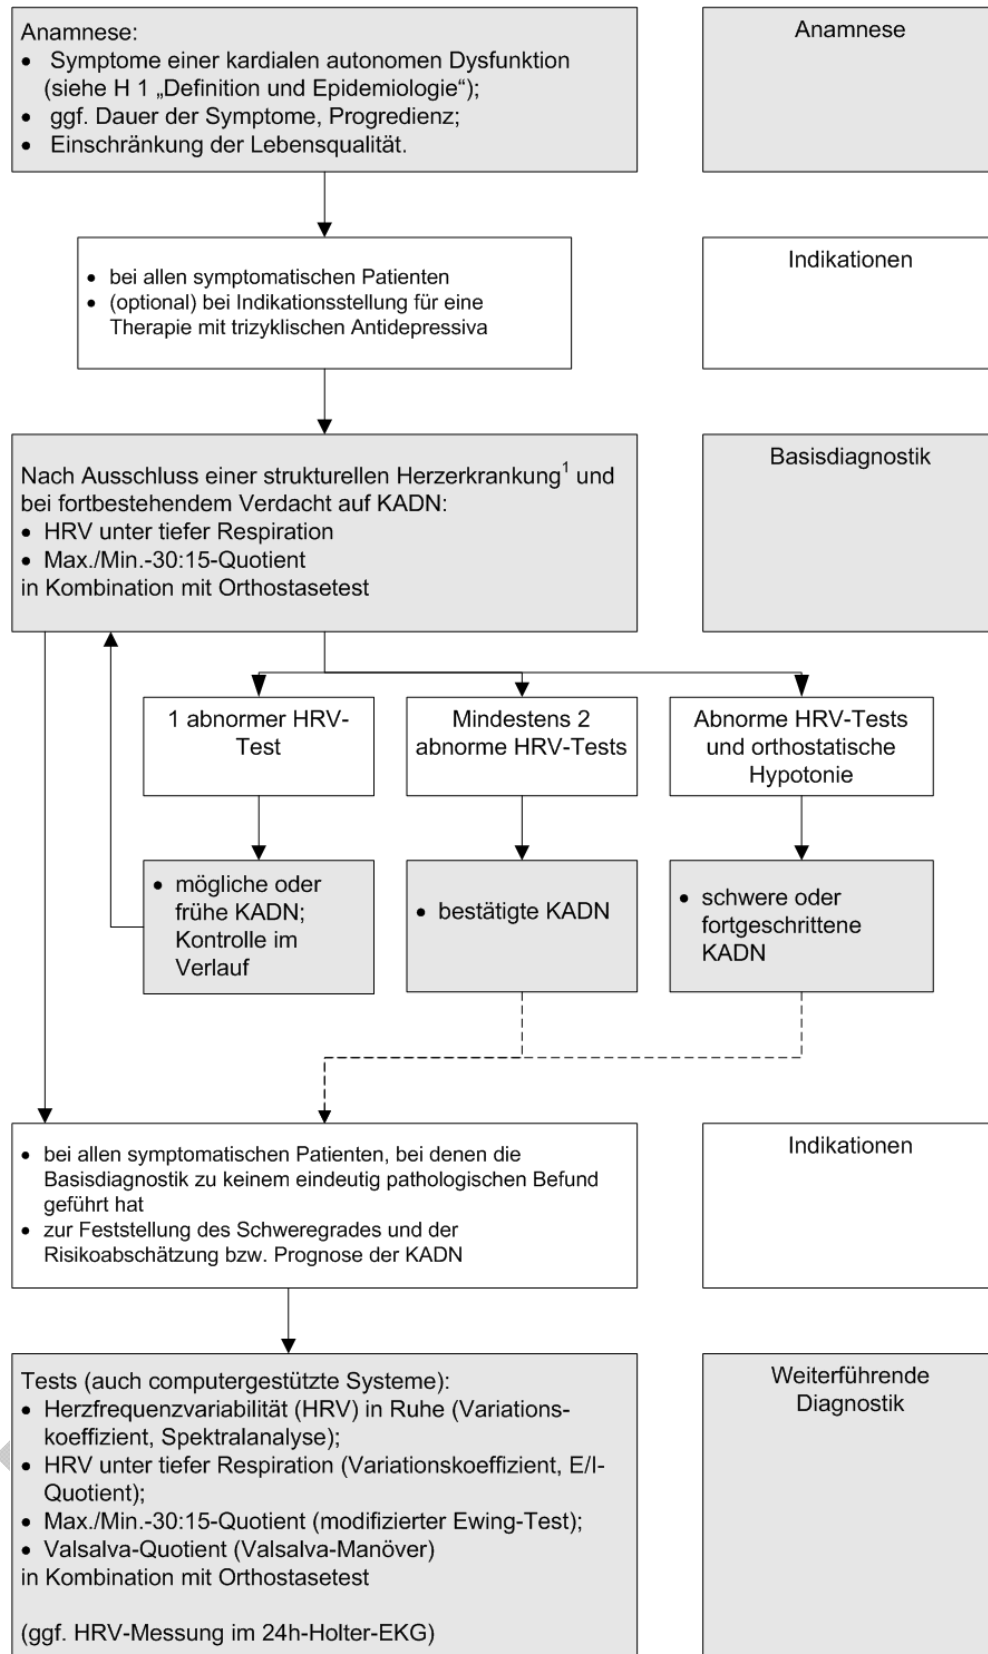 Anamnese:
• Symptome einer kardialen autonomen Dysfunktion
(siehe H 1 „Definition und Epidemiologie“);
• ggf. Dauer der Symptome, Progredienz;
• Einschränkung der Lebensqualität.
Anamnese
• bei allen symptomatischen Patienten
• (optional) bei Indikationsstellung für eine
Therapie mit trizyklischen Antidepressiva
Indikationen
Nach Ausschluss einer strukturellen Herzerkrankung¹ und
bei fortbestehendem Verdacht auf KADN:
• HRV unter tiefer Respiration
• Max./Min.-30:15-Quotient
in Kombination mit Orthostasetest
Basisdiagnostik
1 abnormer HRV-
Test
Mindestens 2
abnorme HRV-Tests
Abnorme HRV-Tests
und orthostatische
Hypotonie
• mögliche oder
frühe KADN;
Kontrolle im
Verlauf
• bestätigte KADN
• schwere oder
fortgeschrittene
KADN
• bei allen symptomatischen Patienten, bei denen die
Basisdiagnostik zu keinem eindeutig pathologischen Befund
geführt hat
• zur Feststellung des Schweregrades und der
Risikoabschätzung bzw. Prognose der KADN
Indikationen
Tests (auch computergestützte Systeme):
• Herzfrequenzvariabilität (HRV) in Ruhe (Variations-
koeffizient, Spektralanalyse);
• HRV unter tiefer Respiration (Variationskoeffizient, E/I-
Quotient);
• Max./Min.-30:15-Quotient (modifizierter Ewing-Test);
• Valsalva-Quotient (Valsalva-Manöver)
in Kombination mit Orthostasetest
(ggf. HRV-Messung im 24h-Holter-EKG)
Weiterführende
Diagnostik